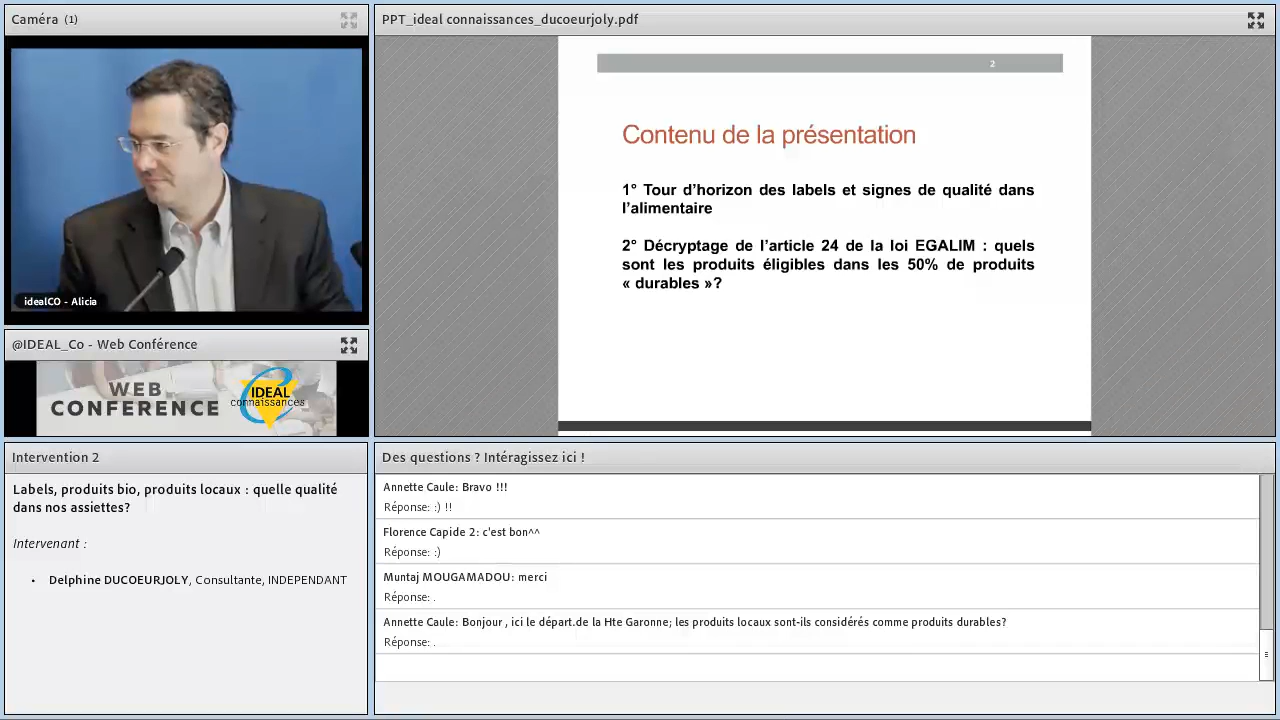 Caméra (1)
idealCO - Alicia
@IDEAL_Co - Web Conférence
WEB
CONFERENCE
IDEAL
connaissances
Intervention 2
Labels, produits bio, produits locaux : quelle qualité
dans nos assiettes?
Intervenant :
• Delphine DUCOEURJOLY, Consultante, INDEPENDANT
PPT_ideal connaissances_ducoeurjoly.pdf
2
Contenu de la présentation
1° Tour d’horizon des labels et signes de qualité dans
l’alimentaire
2° Décryptage de l’article 24 de la loi EGALIM : quels
sont les produits éligibles dans les 50% de produits
« durables »?
Des questions ? Intéragissez ici !
Annette Caule: Bravo !!!
Réponse: :) !!
Florence Capide 2: c'est bon^^
Réponse: :)
Muntaj MOUGAMADOU: merci
Réponse: .
Annette Caule: Bonjour , ici le départ.de la Hte Garonne; les produits locaux sont-ils considérés comme produits durables?
Réponse: .